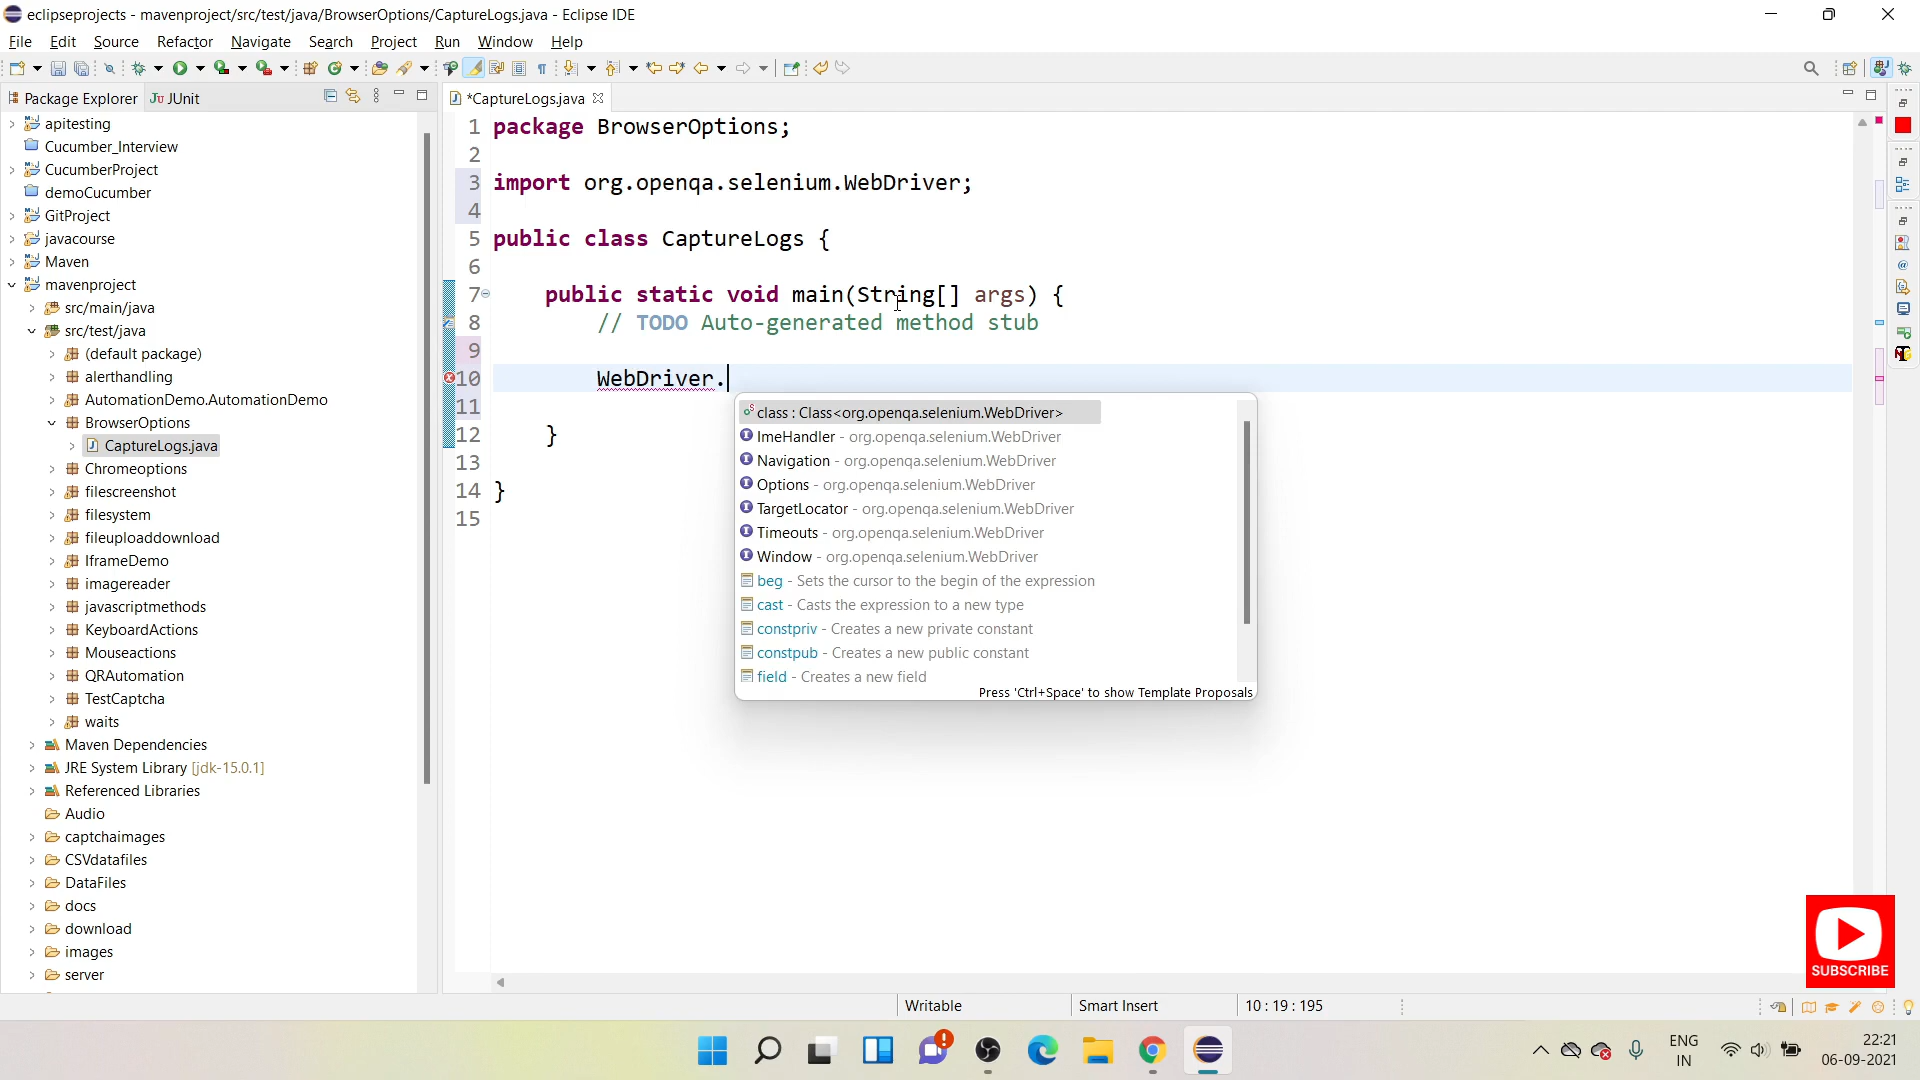 eclipseprojects - mavenproject/src/test/java/BrowserOptions/CaptureLogs.java - Eclipse IDE
File Edit Source Refactor Navigate Search Project Run Window Help
Package Explorer
JUnit
*CaptureLogs.java
apitesting
Cucumber_Interview
CucumberProject
demoCucumber
GitProject
javacourse
Maven
mavenproject
src/main/java
src/test/java
(default package)
alerthandling
AutomationDemo.AutomationDemo
BrowserOptions
CaptureLogs.java
Chromeoptions
filescreenshot
filesystem
fileuploaddownload
IframeDemo
imagereader
javascriptmethods
KeyboardActions
Mouseactions
QRAutomation
TestCaptcha
waits
Maven Dependencies
JRE System Library [jdk-15.0.1]
Referenced Libraries
Audio
captchaimages
CSVdatafiles
DataFiles
docs
download
images
server
1 package BrowserOptions;
2
3 import org.openqa.selenium.WebDriver;
4
5 public class CaptureLogs {
6
7 public static void main(String[] args) {
8 // TODO Auto-generated method stub
9
10 WebDriver.
11
12 }
13
14 }
15
class : Class<org.openqa.selenium.WebDriver>
ImeHandler - org.openqa.selenium.WebDriver
Navigation - org.openqa.selenium.WebDriver
Options - org.openqa.selenium.WebDriver
TargetLocator - org.openqa.selenium.WebDriver
Timeouts - org.openqa.selenium.WebDriver
Window - org.openqa.selenium.WebDriver
beg - Sets the cursor to the begin of the expression
cast - Casts the expression to a new type
constpriv - Creates a new private constant
constpub - Creates a new public constant
field - Creates a new field
Press 'Ctrl+Space' to show Template Proposals
SUBSCRIBE
Writable
Smart Insert
10 : 19 : 195
ENG
IN
22:21
06-09-2021